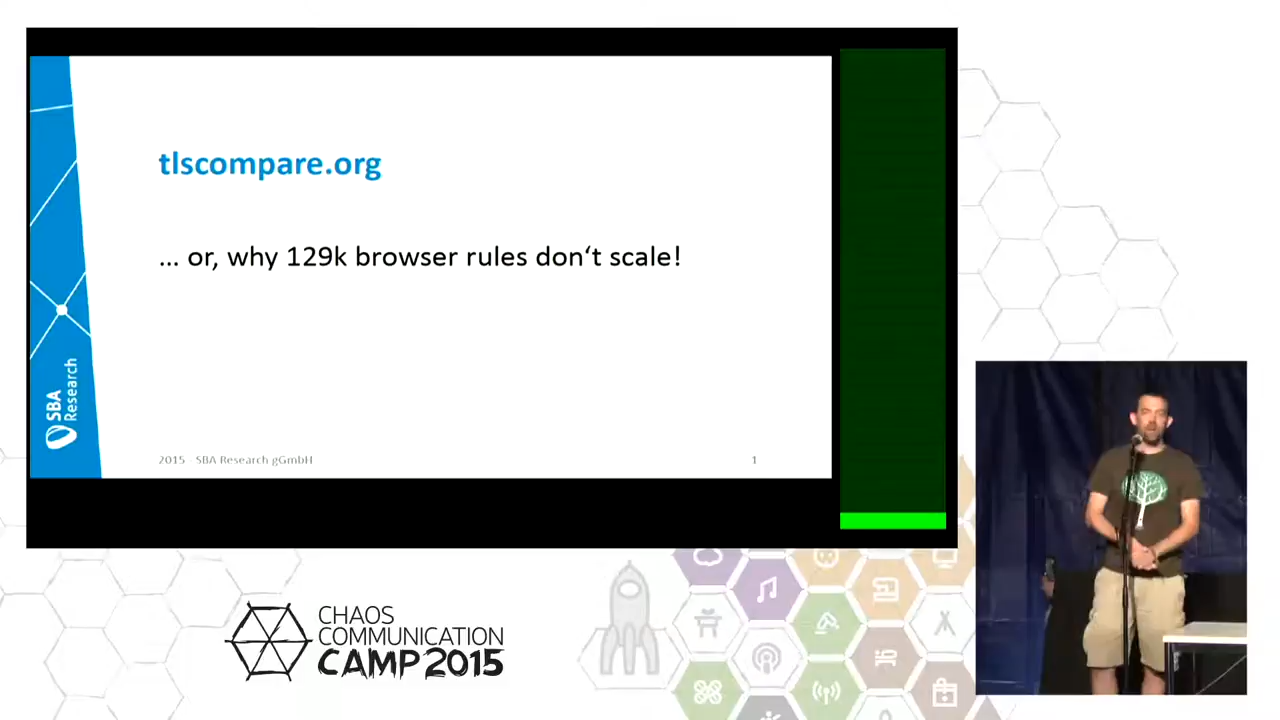 tlscompare.org
... or, why 129k browser rules don‘t scale!
SBA
Research
2015 - SBA Research gGmbH
1
CHAOS
COMMUNICATION
CAMP 2015